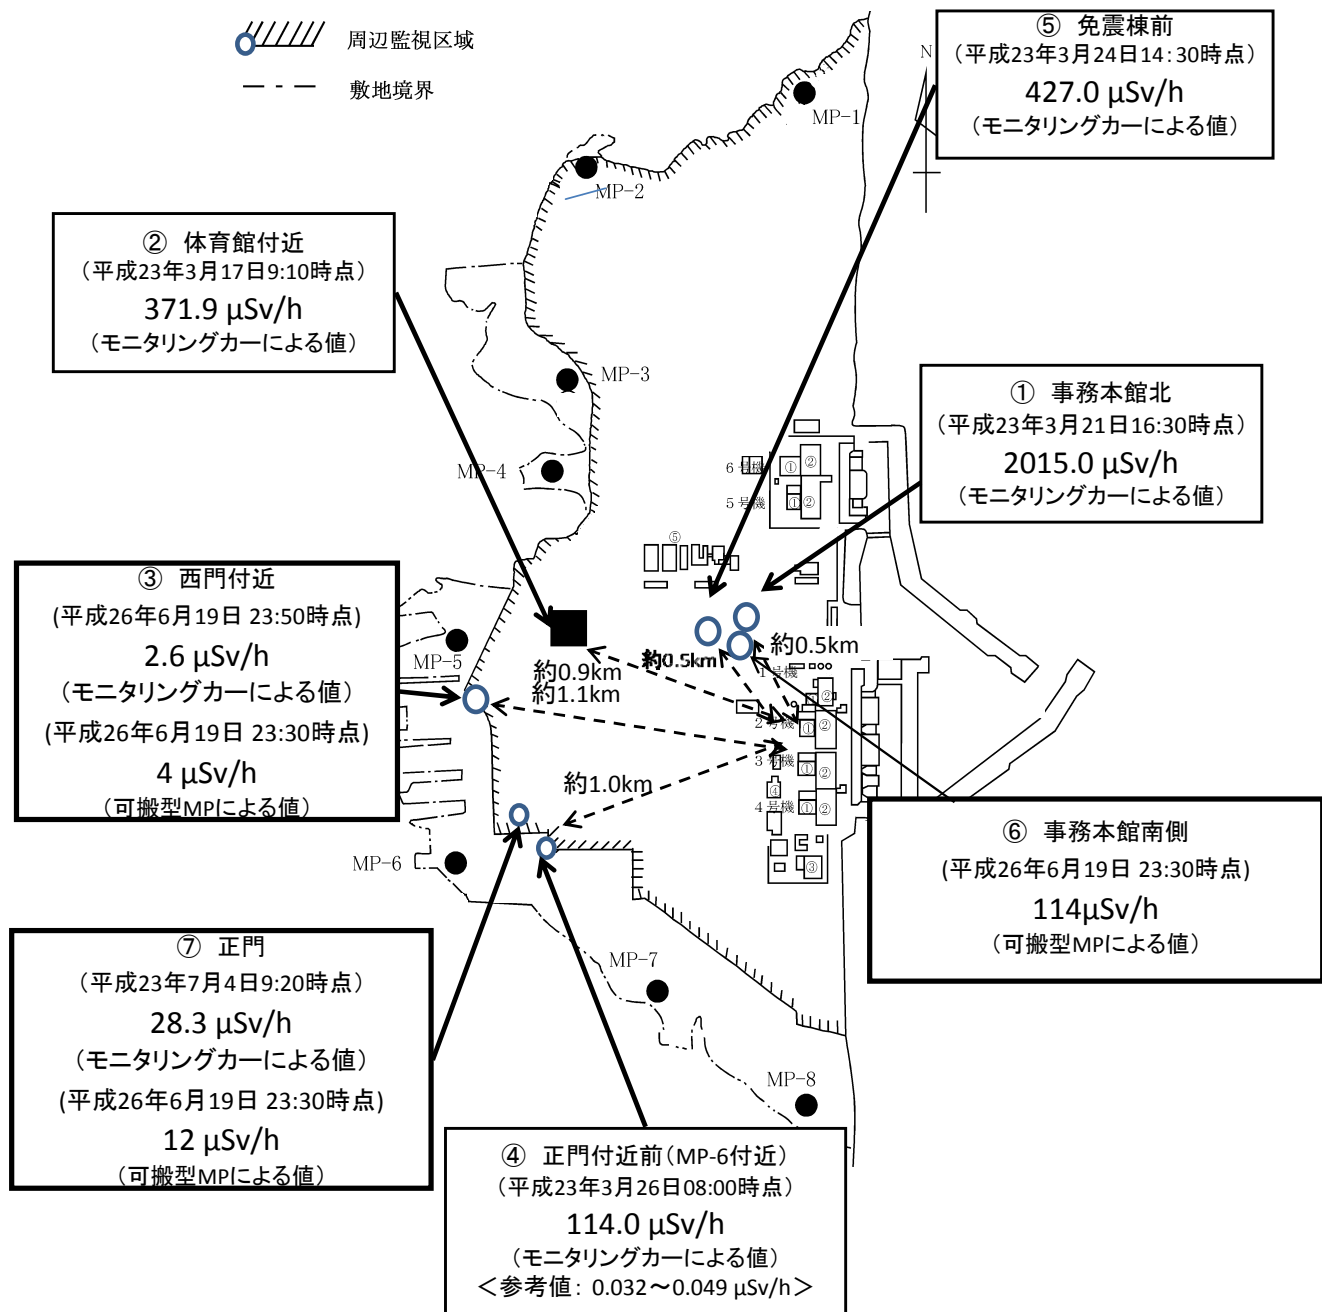 周辺監視区域
敷地境界
⑤ 免震棟前
(平成23年3月24日14:30時点)
427.0 μSv/h
(モニタリングカーによる値)
N
MP-1
MP-2
② 体育館付近
(平成23年3月17日9:10時点)
371.9 μSv/h
(モニタリングカーによる値)
MP-3
① 事務本館北
(平成23年3月21日16:30時点)
2015.0 μSv/h
(モニタリングカーによる値)
MP-4
6号機
① ②
5号機
① ②
⑤
③ 西門付近
(平成26年6月19日 23:50時点)
2.6 μSv/h
(モニタリングカーによる値)
(平成26年6月19日 23:30時点)
4 μSv/h
(可搬型MPによる値)
MP-5
約0.9km
約1.1km
約0.5km
約0.5km
1号機
②
2号機
① ②
3号機
① ②
約1.0km
④
4号機
① ②
③
MP-6
⑥ 事務本館南側
(平成26年6月19日 23:30時点)
114μSv/h
(可搬型MPによる値)
⑦ 正門
(平成23年7月4日9:20時点)
28.3 μSv/h
(モニタリングカーによる値)
(平成26年6月19日 23:30時点)
12 μSv/h
(可搬型MPによる値)
MP-7
MP-8
④ 正門付近前(MP-6付近)
(平成23年3月26日08:00時点)
114.0 μSv/h
(モニタリングカーによる値)
<参考値: 0.032～0.049 μSv/h>